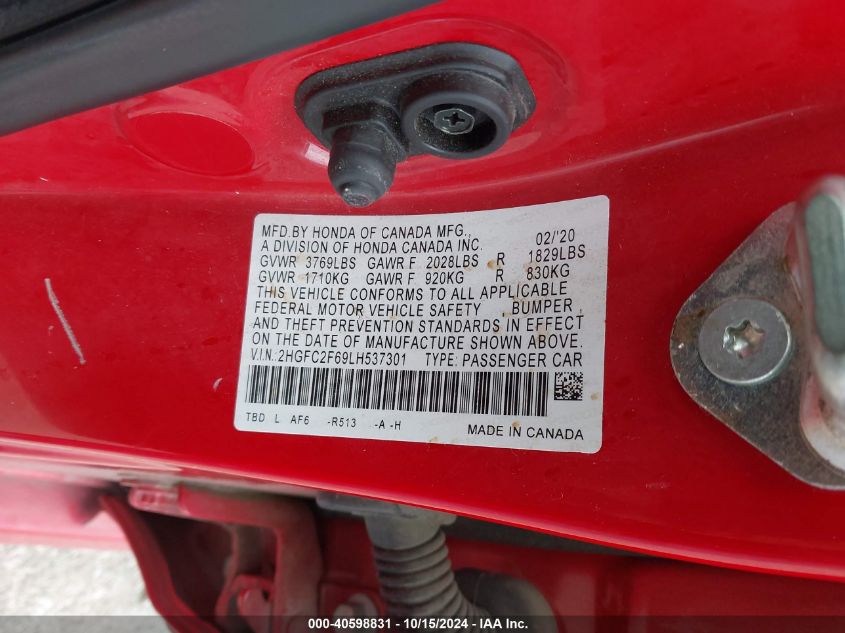 MFD.BY HONDA OF CANADA MFG., 02/'20
A DIVISION OF HONDA CANADA INC.
GVWR 3769LBS GAWR F 2028LBS R 1829LBS
GVWR 1710KG GAWR F 920KG R 830KG
THIS VEHICLE CONFORMS TO ALL APPLICABLE
FEDERAL MOTOR VEHICLE SAFETY, BUMPER,
AND THEFT PREVENTION STANDARDS IN EFFECT
ON THE DATE OF MANUFACTURE SHOWN ABOVE.
V.I.N.:2HGFC2F69LH537301 TYPE: PASSENGER CAR
TBD L AF6 -R513 -A -H
MADE IN CANADA
000-40598831 - 10/15/2024 - IAA Inc.